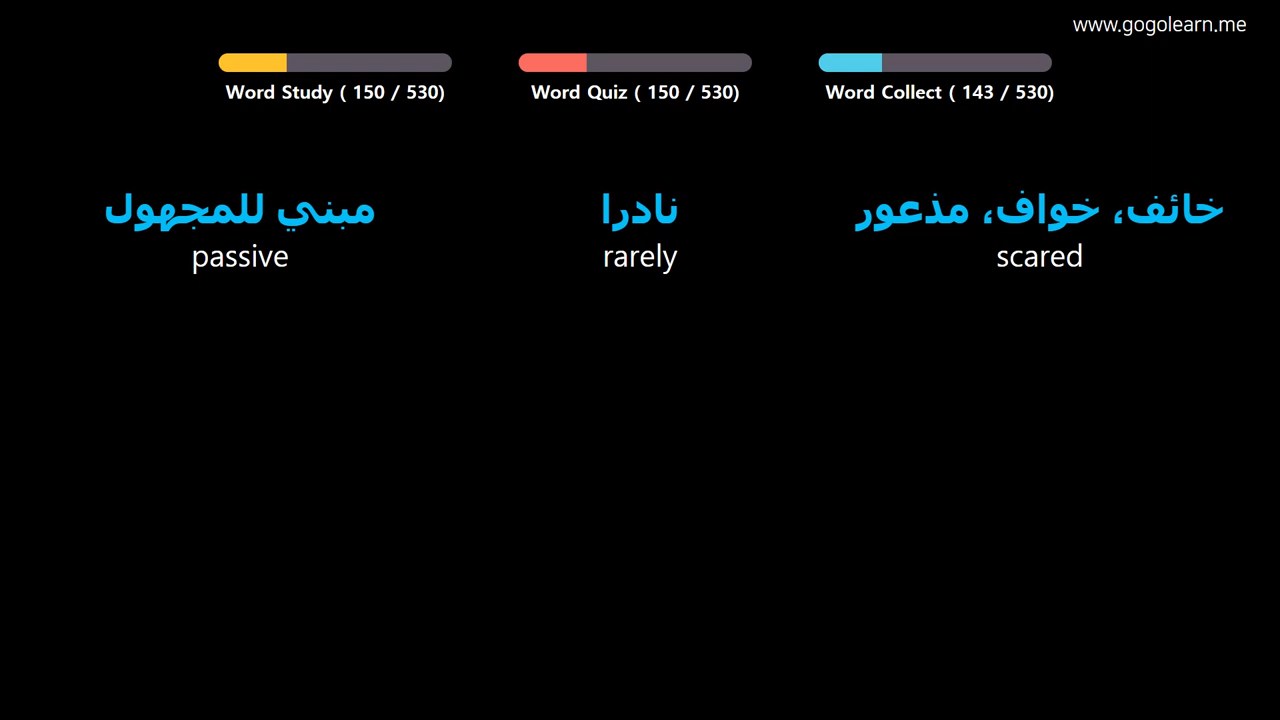 www.gogolearn.me
Word Study ( 150 / 530)
Word Quiz ( 150 / 530)
Word Collect ( 143 / 530)
مبني للمجهول
passive
نادرا
rarely
خائف، خواف، مذعور
scared